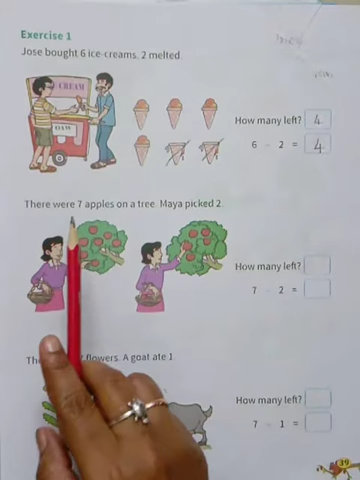 Exercise 1
Jose bought 6 ice-creams. 2 melted.
CREAM
How many left? 4
6 - 2 = 4
There were 7 apples on a tree. Maya picked 2.
How many left?
7 - 2 =
flowers. A goat ate 1.
How many left?
7 - 1 =
39